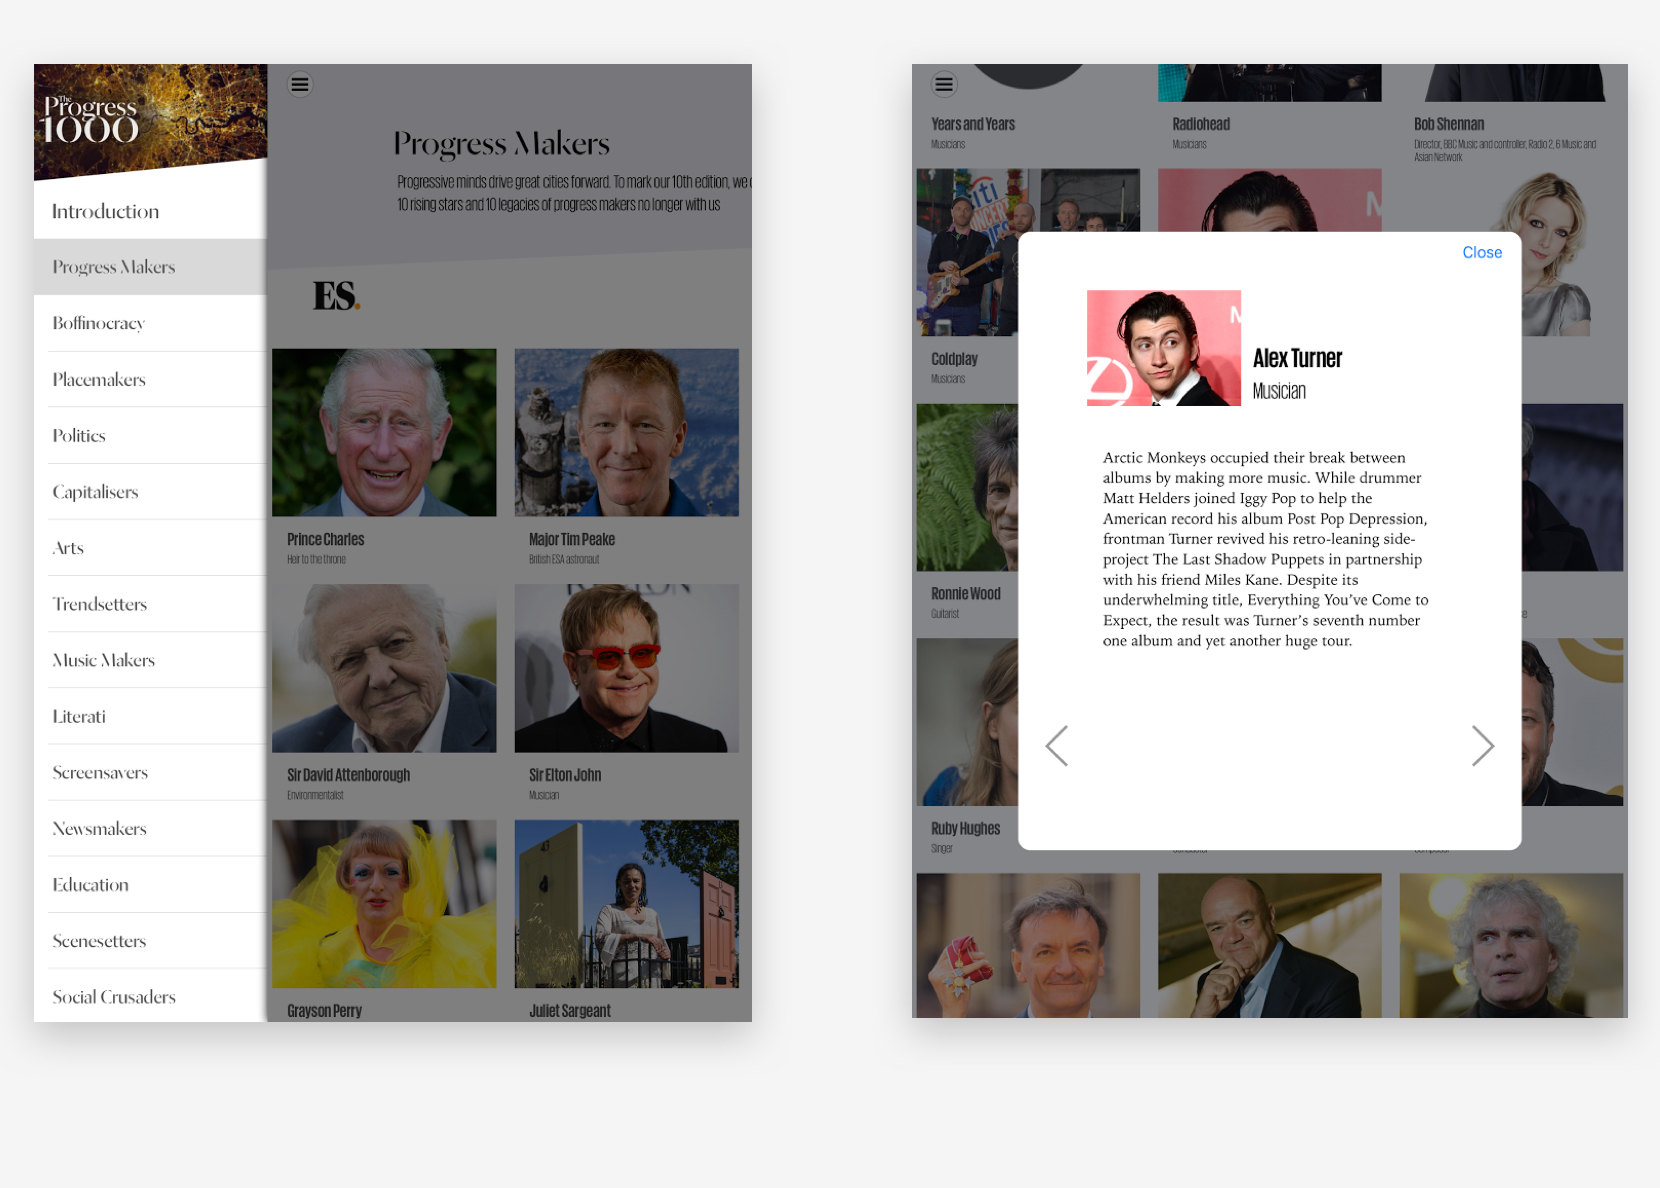 The
Progress
1000
Introduction
Progress Makers
Boffinocracy
Placemakers
Politics
Capitalisers
Arts
Trendsetters
Music Makers
Literati
Screensavers
Newsmakers
Education
Scenesetters
Social Crusaders
Progress Makers
Progressive minds drive great cities forward. To mark our 10th edition, we
10 rising stars and 10 legacies of progress makers no longer with us
ES.
Prince Charles
Heir to the throne
Major Tim Peake
British ESA astronaut
Sir David Attenborough
Environmentalist
Sir Elton John
Musician
43
Grayson Perry
Juliet Sargeant
Years and Years
Musicians
Radiohead
Musicians
Bob Shennan
Director, BBC Music and controller, Radio 2, 6 Music and
Asian Network
citi
M
Coldplay
Musicians
Ronnie Wood
Guitarist
Ruby Hughes
Singer
Close
M
Alex Turner
Musician
Arctic Monkeys occupied their break between
albums by making more music. While drummer
Matt Helders joined Iggy Pop to help the
American record his album Post Pop Depression,
frontman Turner revived his retro-leaning side-
project The Last Shadow Puppets in partnership
with his friend Miles Kane. Despite its
underwhelming title, Everything You’ve Come to
Expect, the result was Turner’s seventh number
one album and yet another huge tour.